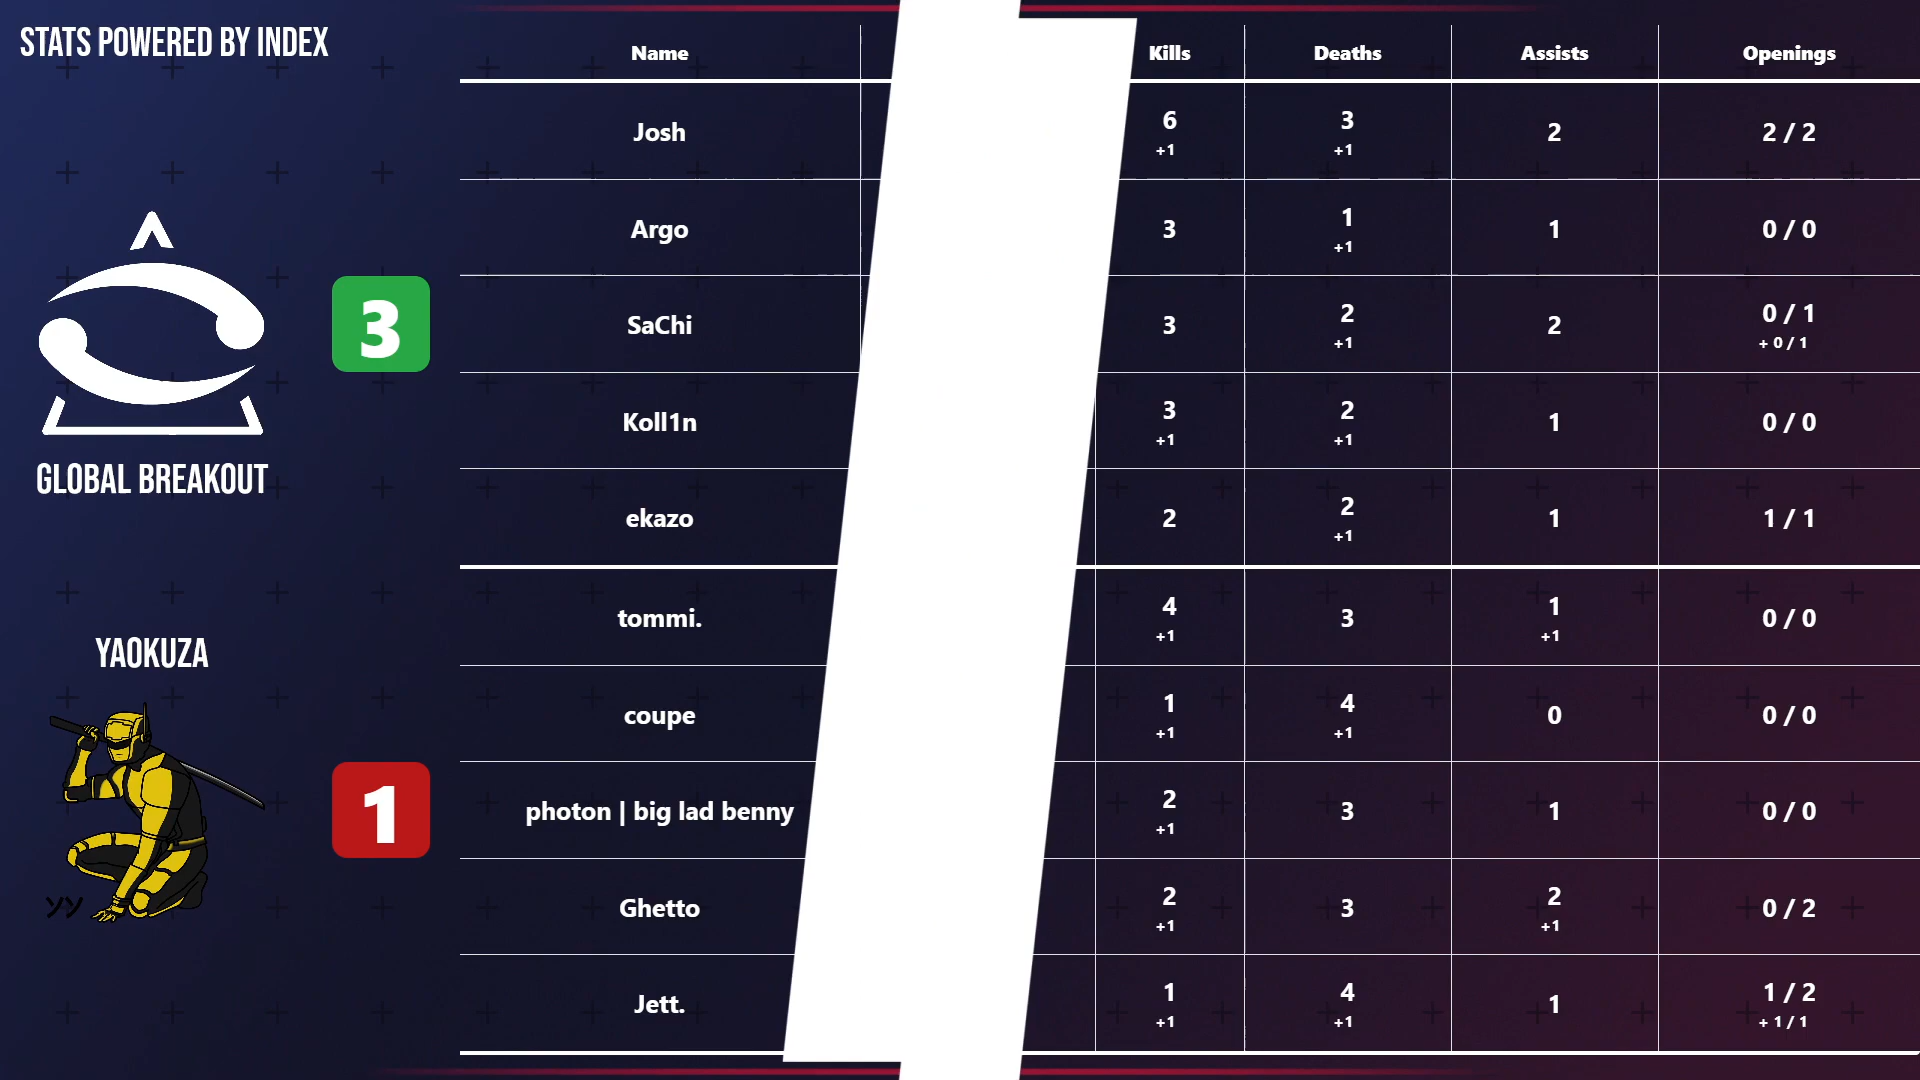 STATS POWERED BY INDEX
Name Kills Deaths Assists Openings
Josh 6 +1 3 +1 2 2 / 2
Argo 3 1 +1 1 0 / 0
SaChi 3 2 +1 2 0 / 1 + 0 / 1
Koll1n 3 +1 2 +1 1 0 / 0
ekazo 2 2 +1 1 1 / 1
GLOBAL BREAKOUT
3
tommi. 4 +1 3 1 +1 0 / 0
coupe 1 +1 4 +1 0 0 / 0
photon | big lad benny 2 +1 3 1 0 / 0
Ghetto 2 +1 3 2 +1 0 / 2
Jett. 1 +1 4 +1 1 1 / 2 + 1 / 1
YAOKUZA
1
ソソ